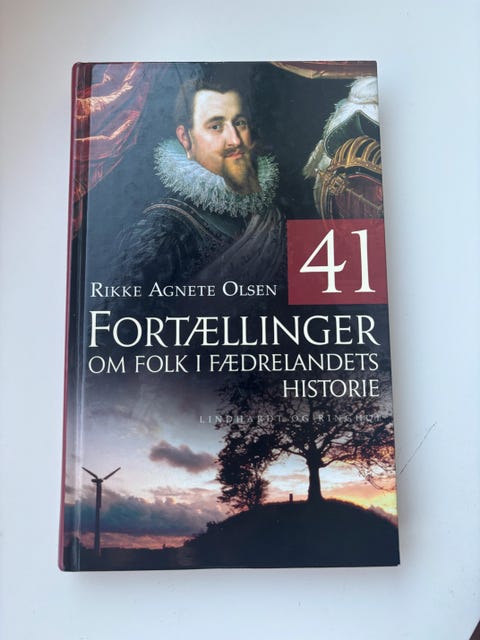 41
RIKKE AGNETE OLSEN
FORTÆLLINGER
OM FOLK I FÆDRELANDETS
HISTORIE
LINDHARDT OG RINGHOF